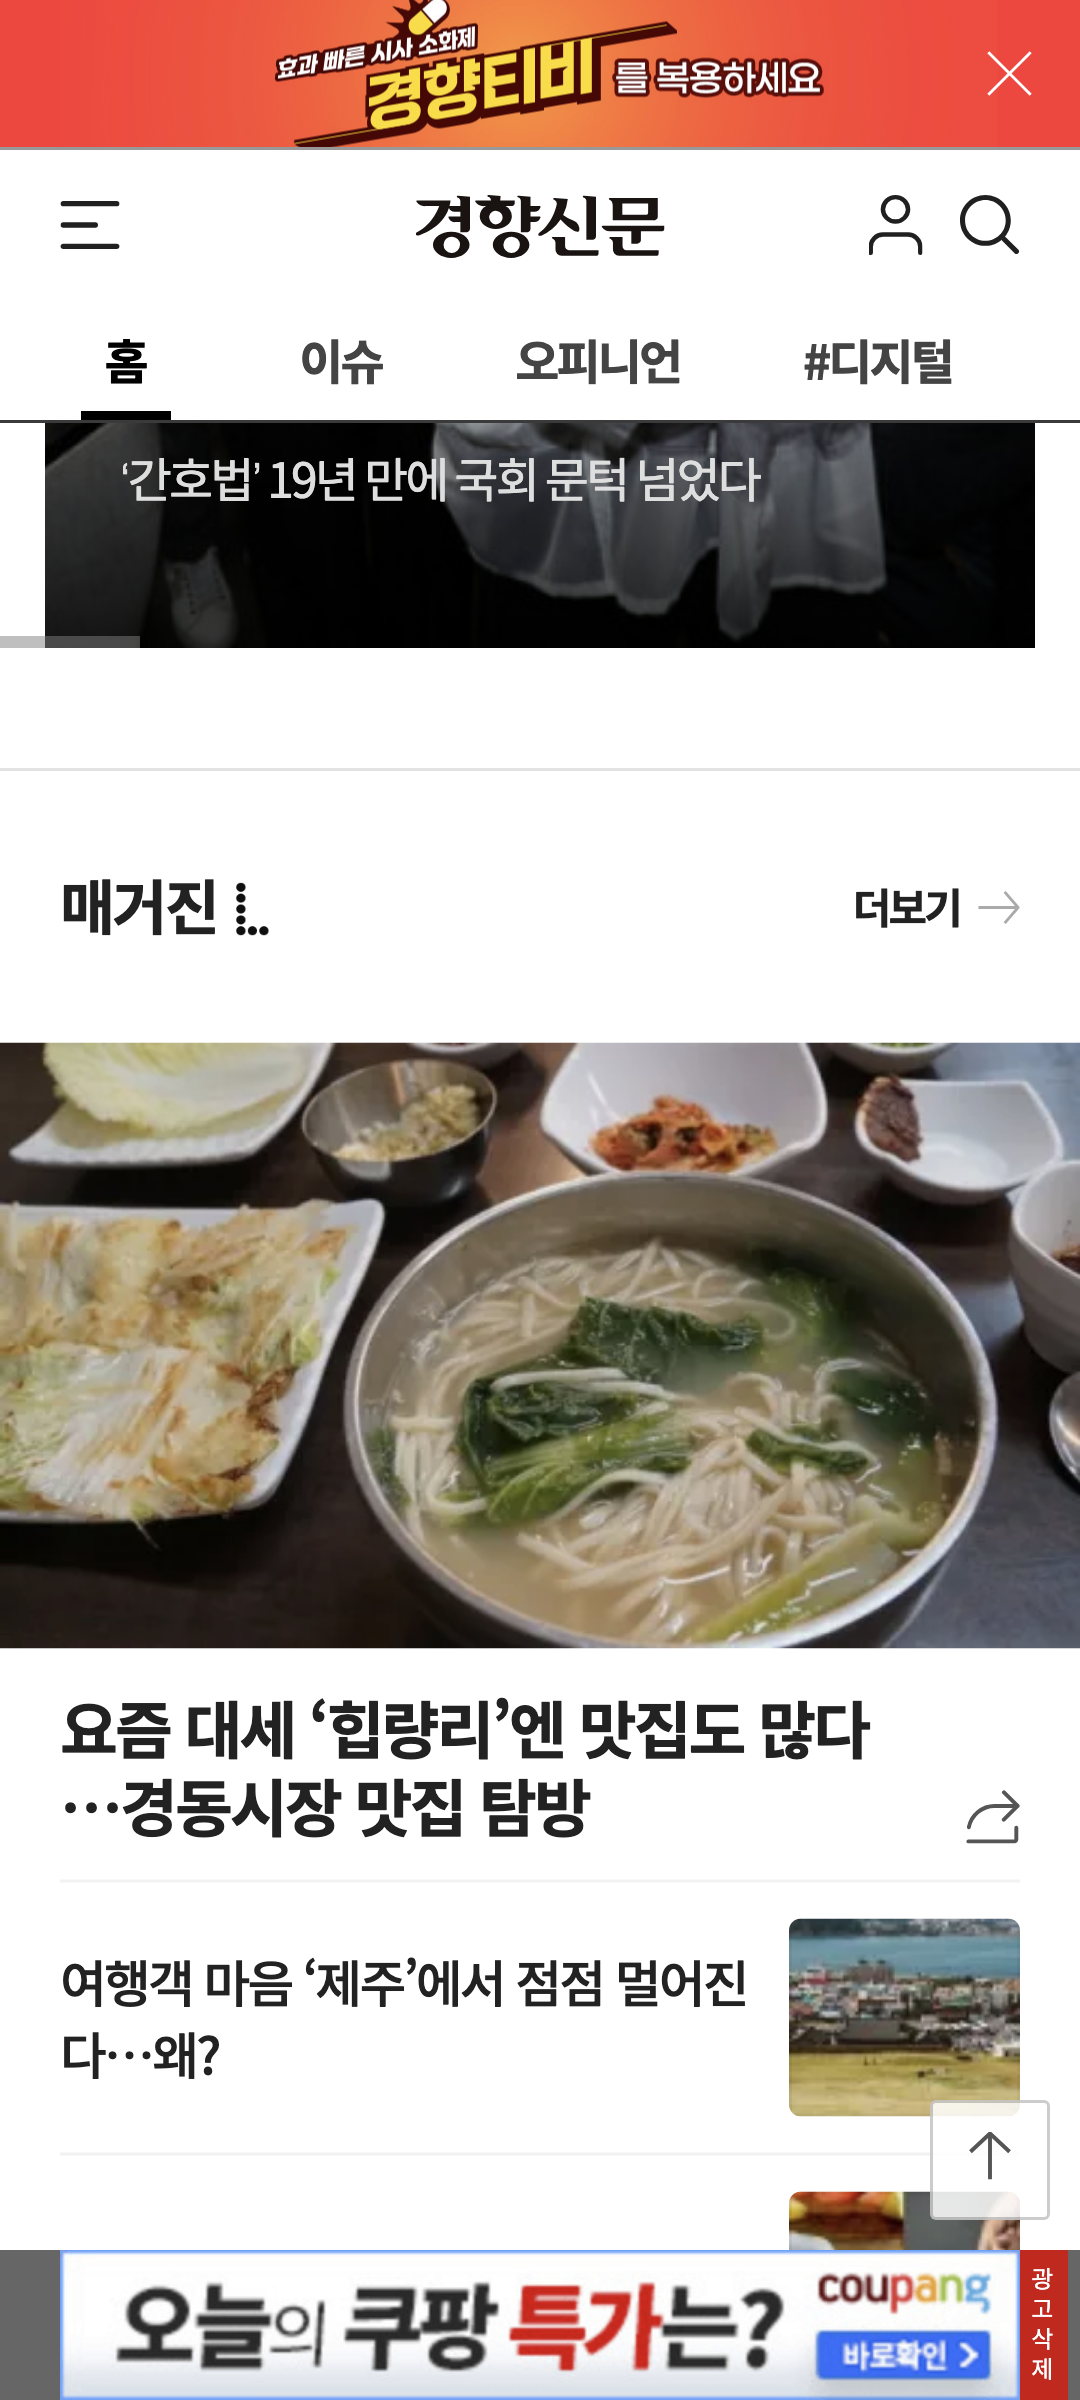 효과 빠른 시사 소화제
경향티비를 복용하세요
경향신문
홈 이슈 오피니언 #디지털
‘간호법’ 19년 만에 국회 문턱 넘었다
매거진 L..
더보기
요즘 대세 ‘힙량리’엔 맛집도 많다
…경동시장 맛집 탐방
여행객 마음 ‘제주’에서 점점 멀어진
다…왜?
오늘의 쿠팡 특가는?
coupang
바로확인
광고삭제